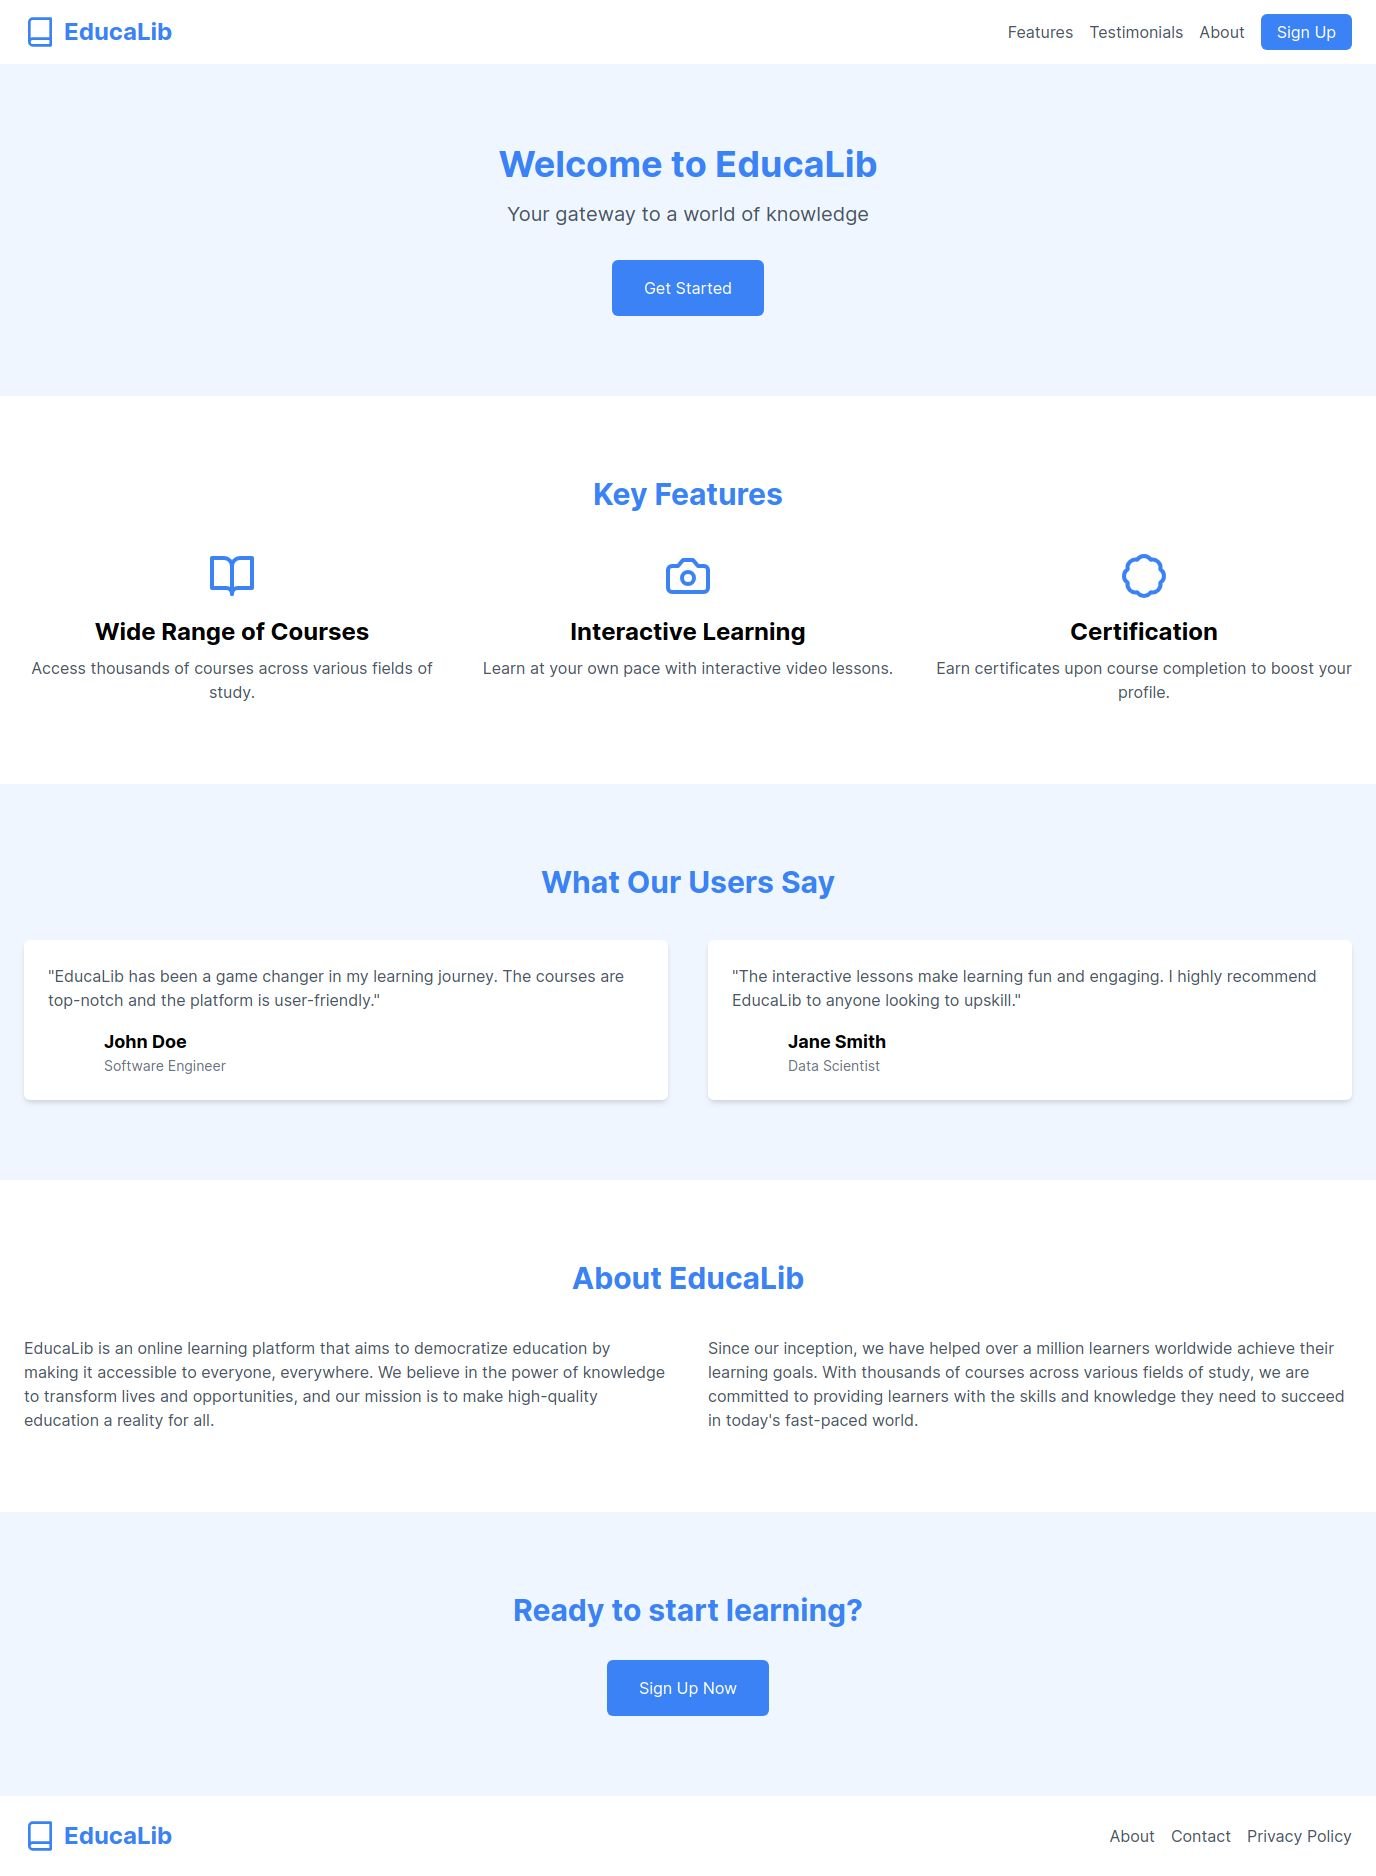 EducaLib
Features Testimonials About Sign Up
Welcome to EducaLib
Your gateway to a world of knowledge
Get Started
Key Features
Wide Range of Courses
Access thousands of courses across various fields of
study.
Interactive Learning
Learn at your own pace with interactive video lessons.
Certification
Earn certificates upon course completion to boost your
profile.
What Our Users Say
"EducaLib has been a game changer in my learning journey. The courses are
top-notch and the platform is user-friendly."
John Doe
Software Engineer
"The interactive lessons make learning fun and engaging. I highly recommend
EducaLib to anyone looking to upskill."
Jane Smith
Data Scientist
About EducaLib
EducaLib is an online learning platform that aims to democratize education by
making it accessible to everyone, everywhere. We believe in the power of knowledge
to transform lives and opportunities, and our mission is to make high-quality
education a reality for all.
Since our inception, we have helped over a million learners worldwide achieve their
learning goals. With thousands of courses across various fields of study, we are
committed to providing learners with the skills and knowledge they need to succeed
in today's fast-paced world.
Ready to start learning?
Sign Up Now
EducaLib
About Contact Privacy Policy